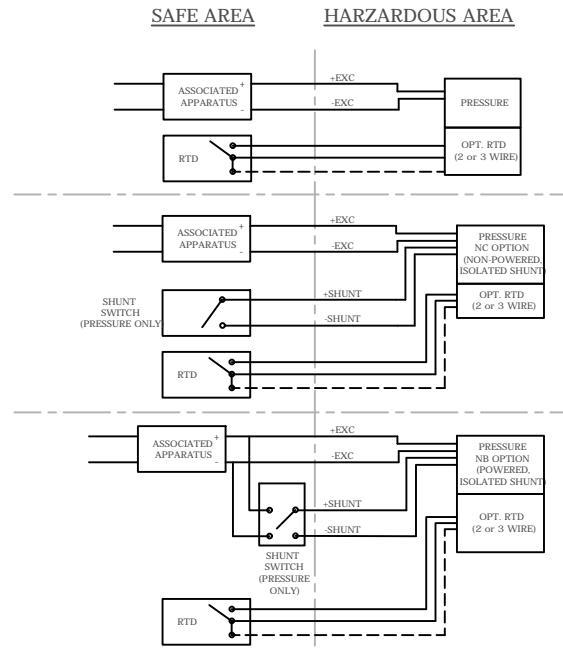 SAFE AREA
HARZARDOUS AREA
ASSOCIATED
APPARATUS
+
-
+EXC
-EXC
PRESSURE
RTD
OPT. RTD
(2 or 3 WIRE)
ASSOCIATED
APPARATUS
+
-
+EXC
-EXC
PRESSURE
NC OPTION
(NON-POWERED,
ISOLATED SHUNT)
SHUNT
SWITCH
(PRESSURE ONLY)
+SHUNT
-SHUNT
OPT. RTD
(2 or 3 WIRE)
RTD
ASSOCIATED
APPARATUS
+
-
+EXC
-EXC
PRESSURE
NB OPTION
(POWERED,
ISOLATED SHUNT)
+SHUNT
-SHUNT
SHUNT
SWITCH
(PRESSURE
ONLY)
OPT. RTD
(2 or 3 WIRE)
RTD